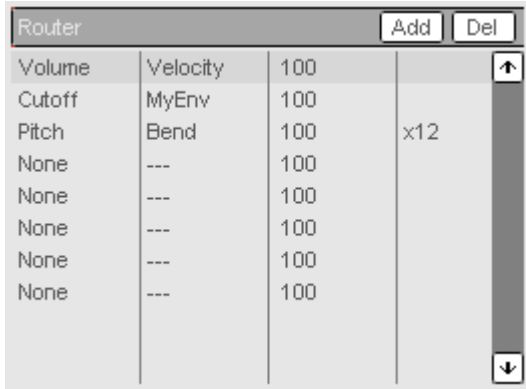 Router Add Del
Volume Velocity 100
Cutoff MyEnv 100
Pitch Bend 100 x12
None --- 100
None --- 100
None --- 100
None --- 100
None --- 100